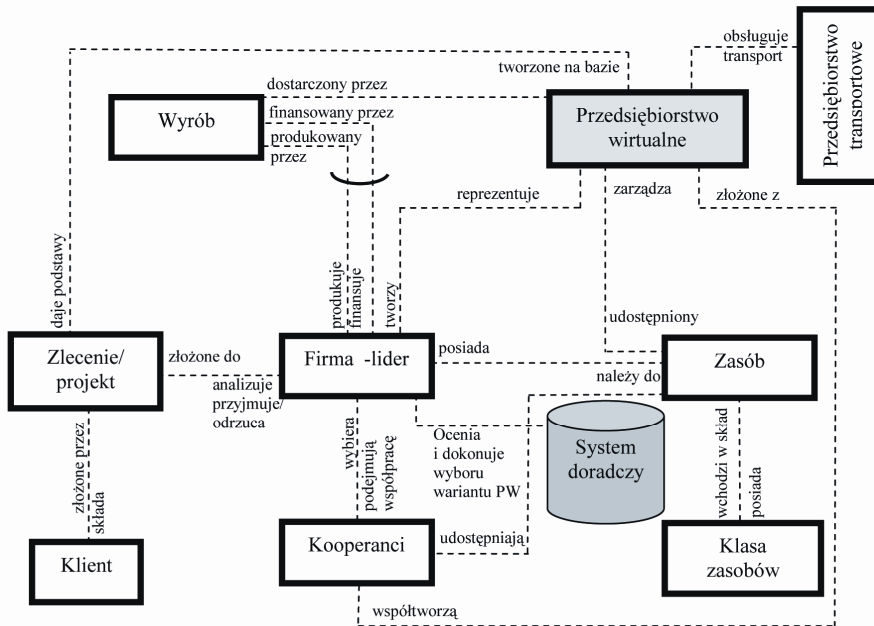 obsługuje
transport
Przedsiębiorstwo
transportowe
tworzone na bazie
dostarczony przez
Wyrób
finansowany przez
produkowany
przez
Przedsiębiorstwo
wirtualne
reprezentuje
zarządza
złożone z
daje podstawy
produkuje
finansuje
tworzy
udostępniony
Zlecenie/
projekt
złożone do
analizuje
przyjmuje/
odrzuca
Firma -lider
posiada
należy do
Zasób
złożone przez
składa
wybiera
podejmują
współpracę
Ocenia
i dokonuje
wyboru
wariantu PW
System
doradczy
wchodzi w skład
posiada
Klient
Kooperanci
udostępniają
Klasa
zasobów
współtworzą